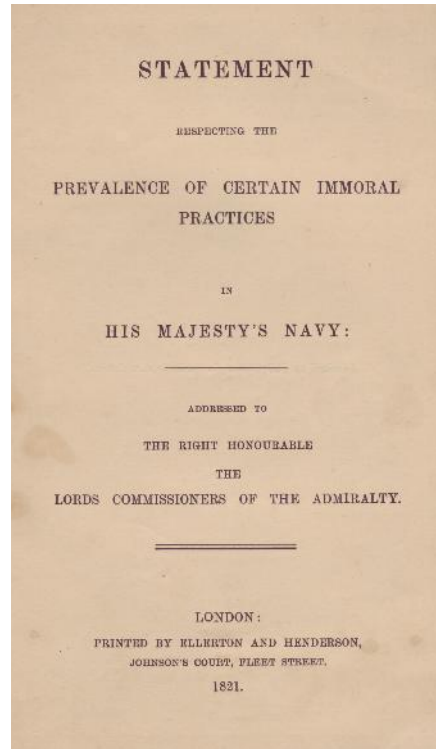 STATEMENT
RESPECTING THE
PREVALENCE OF CERTAIN IMMORAL
PRACTICES
IN
HIS MAJESTY'S NAVY:
ADDRESSED TO
THE RIGHT HONOURABLE
THE
LORDS COMMISSIONERS OF THE ADMIRALTY.
LONDON:
PRINTED BY ELLERTON AND HENDERSON,
JOHNSON'S COURT, FLEET STREET.
1821.